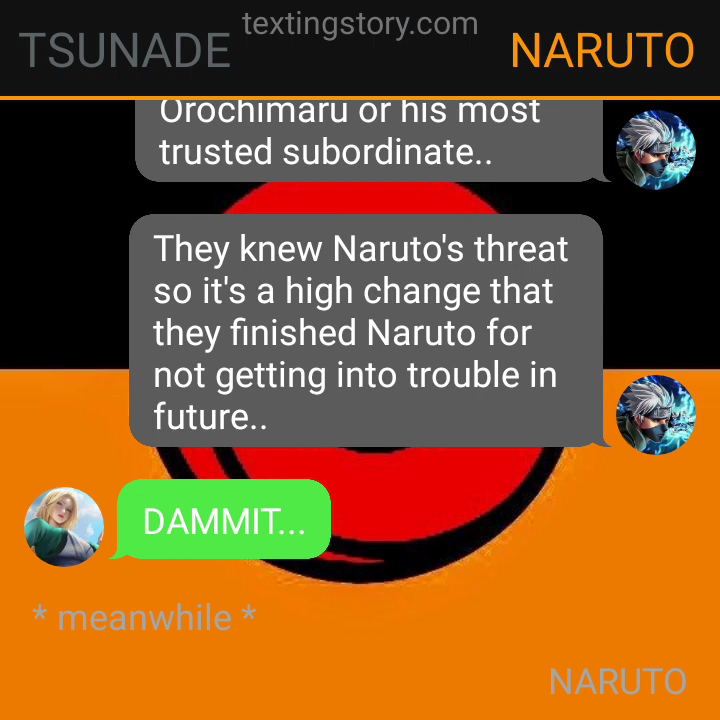 textingstory.com
TSUNADE
NARUTO
Orochimaru or his most
trusted subordinate..
They knew Naruto's threat
so it's a high change that
they finished Naruto for
not getting into trouble in
future..
DAMMIT...
* meanwhile *
NARUTO